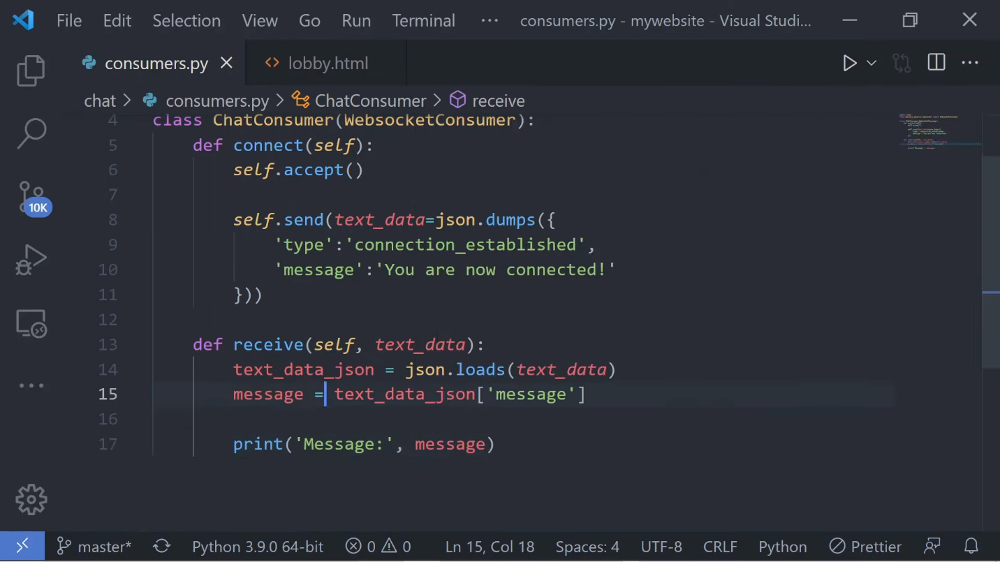 File Edit Selection View Go Run Terminal ··· consumers.py - mywebsite - Visual Studi...
consumers.py lobby.html
chat > consumers.py > ChatConsumer > receive
4 class ChatConsumer(WebsocketConsumer):
5 def connect(self):
6 self.accept()
7
8 self.send(text_data=json.dumps({
9 'type':'connection_established',
10 'message':'You are now connected!'
11 }))
12
13 def receive(self, text_data):
14 text_data_json = json.loads(text_data)
15 message = text_data_json['message']
16
17 print('Message:', message)
10K
master* Python 3.9.0 64-bit 0 0 Ln 15, Col 18 Spaces: 4 UTF-8 CRLF Python Prettier